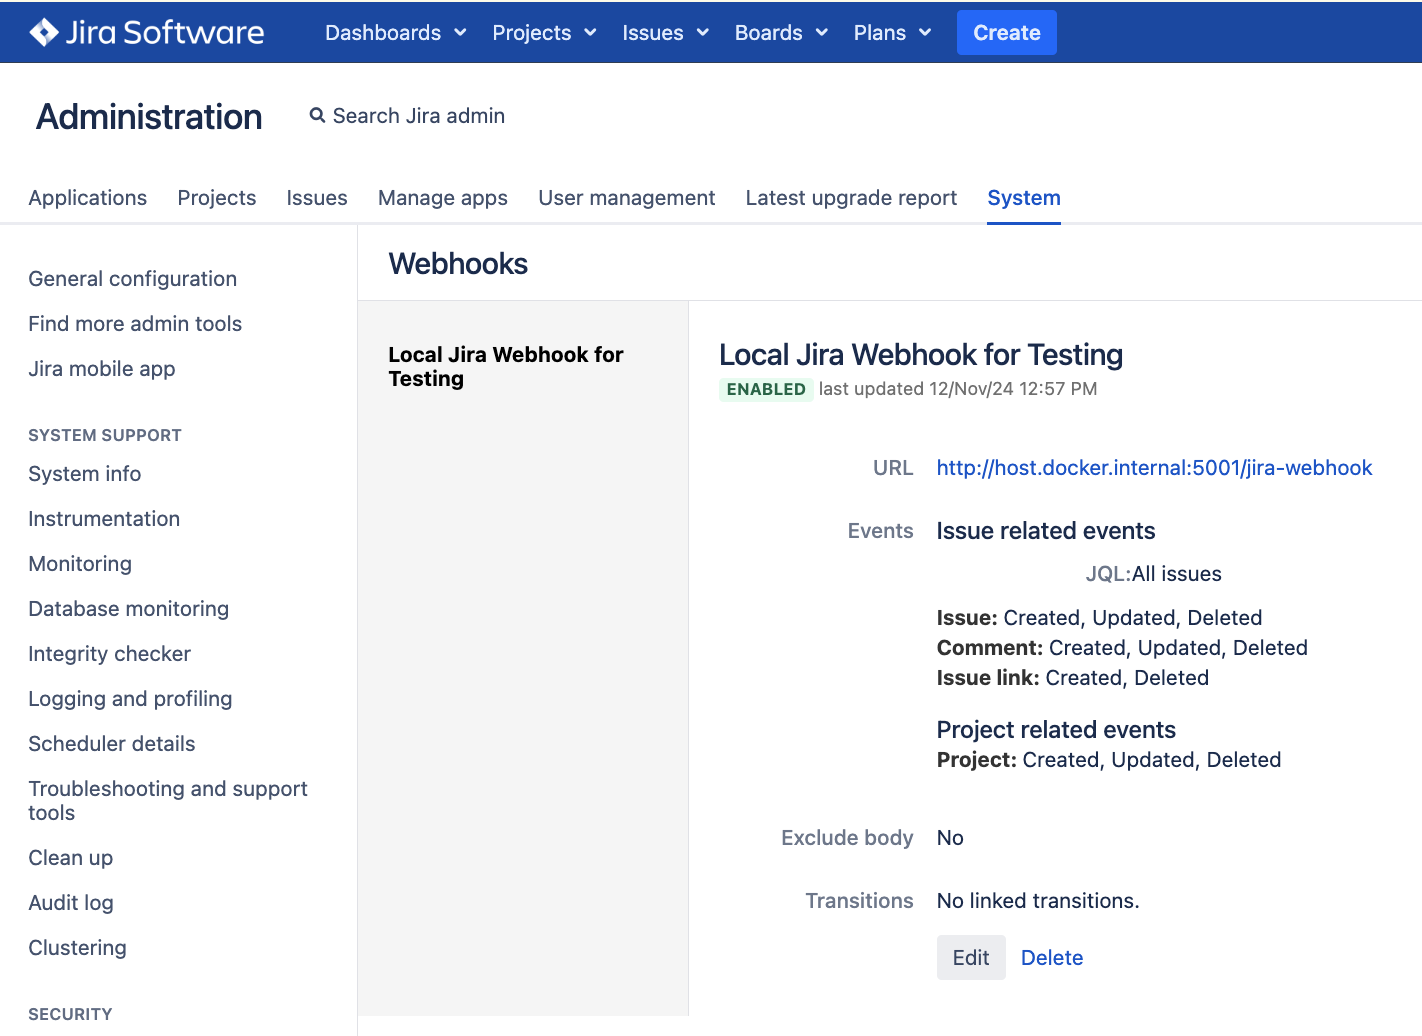 Jira Software
Dashboards Projects Issues Boards Plans Create
Administration
Search Jira admin
Applications Projects Issues Manage apps User management Latest upgrade report System
General configuration
Find more admin tools
Jira mobile app
SYSTEM SUPPORT
System info
Instrumentation
Monitoring
Database monitoring
Integrity checker
Logging and profiling
Scheduler details
Troubleshooting and support
tools
Clean up
Audit log
Clustering
SECURITY
Webhooks
Local Jira Webhook for
Testing
Local Jira Webhook for Testing
ENABLED last updated 12/Nov/24 12:57 PM
URL http://host.docker.internal:5001/jira-webhook
Events Issue related events
JQL:All issues
Issue: Created, Updated, Deleted
Comment: Created, Updated, Deleted
Issue link: Created, Deleted
Project related events
Project: Created, Updated, Deleted
Exclude body No
Transitions No linked transitions.
Edit Delete